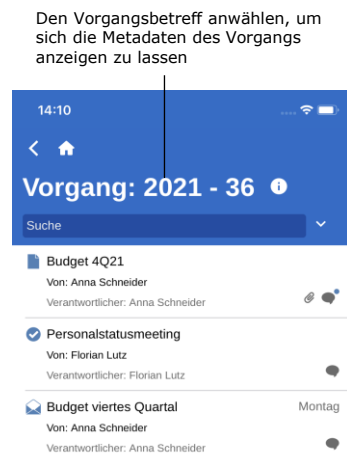 Den Vorgangsbetreff anwählen, um
sich die Metadaten des Vorgangs
anzeigen zu lassen
14:10
Vorgang: 2021 - 36
Suche
Budget 4Q21
Von: Anna Schneider
Verantwortlicher: Anna Schneider
Personalstatusmeeting
Von: Florian Lutz
Verantwortlicher: Florian Lutz
Budget viertes Quartal Montag
Von: Anna Schneider
Verantwortlicher: Anna Schneider